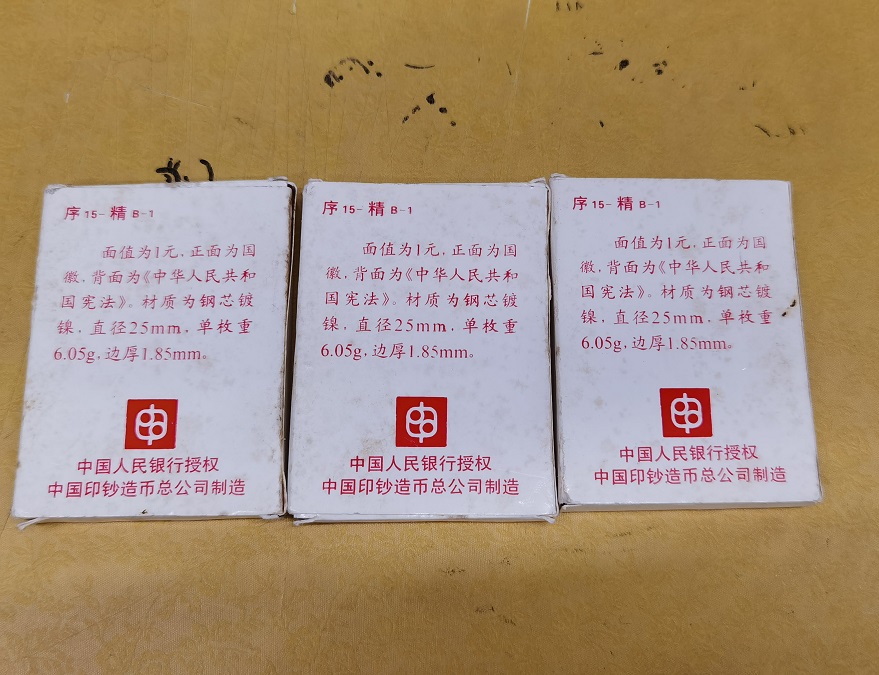 序15-精B-1
面值为1元，正面为国
徽，背面为《中华人民共和
国宪法》。材质为钢芯镀
镍，直径25mm，单枚重
6.05g，边厚1.85mm。
中国人民银行授权
中国印钞造币总公司制造
序15-精B-1
面值为1元，正面为国
徽，背面为《中华人民共和
国宪法》。材质为钢芯镀
镍，直径25mm，单枚重
6.05g，边厚1.85mm。
中国人民银行授权
中国印钞造币总公司制造
序15-精B-1
面值为1元，正面为国
徽，背面为《中华人民共和
国宪法》。材质为钢芯镀
镍，直径25mm，单枚重
6.05g，边厚1.85mm。
中国人民银行授权
中国印钞造币总公司制造